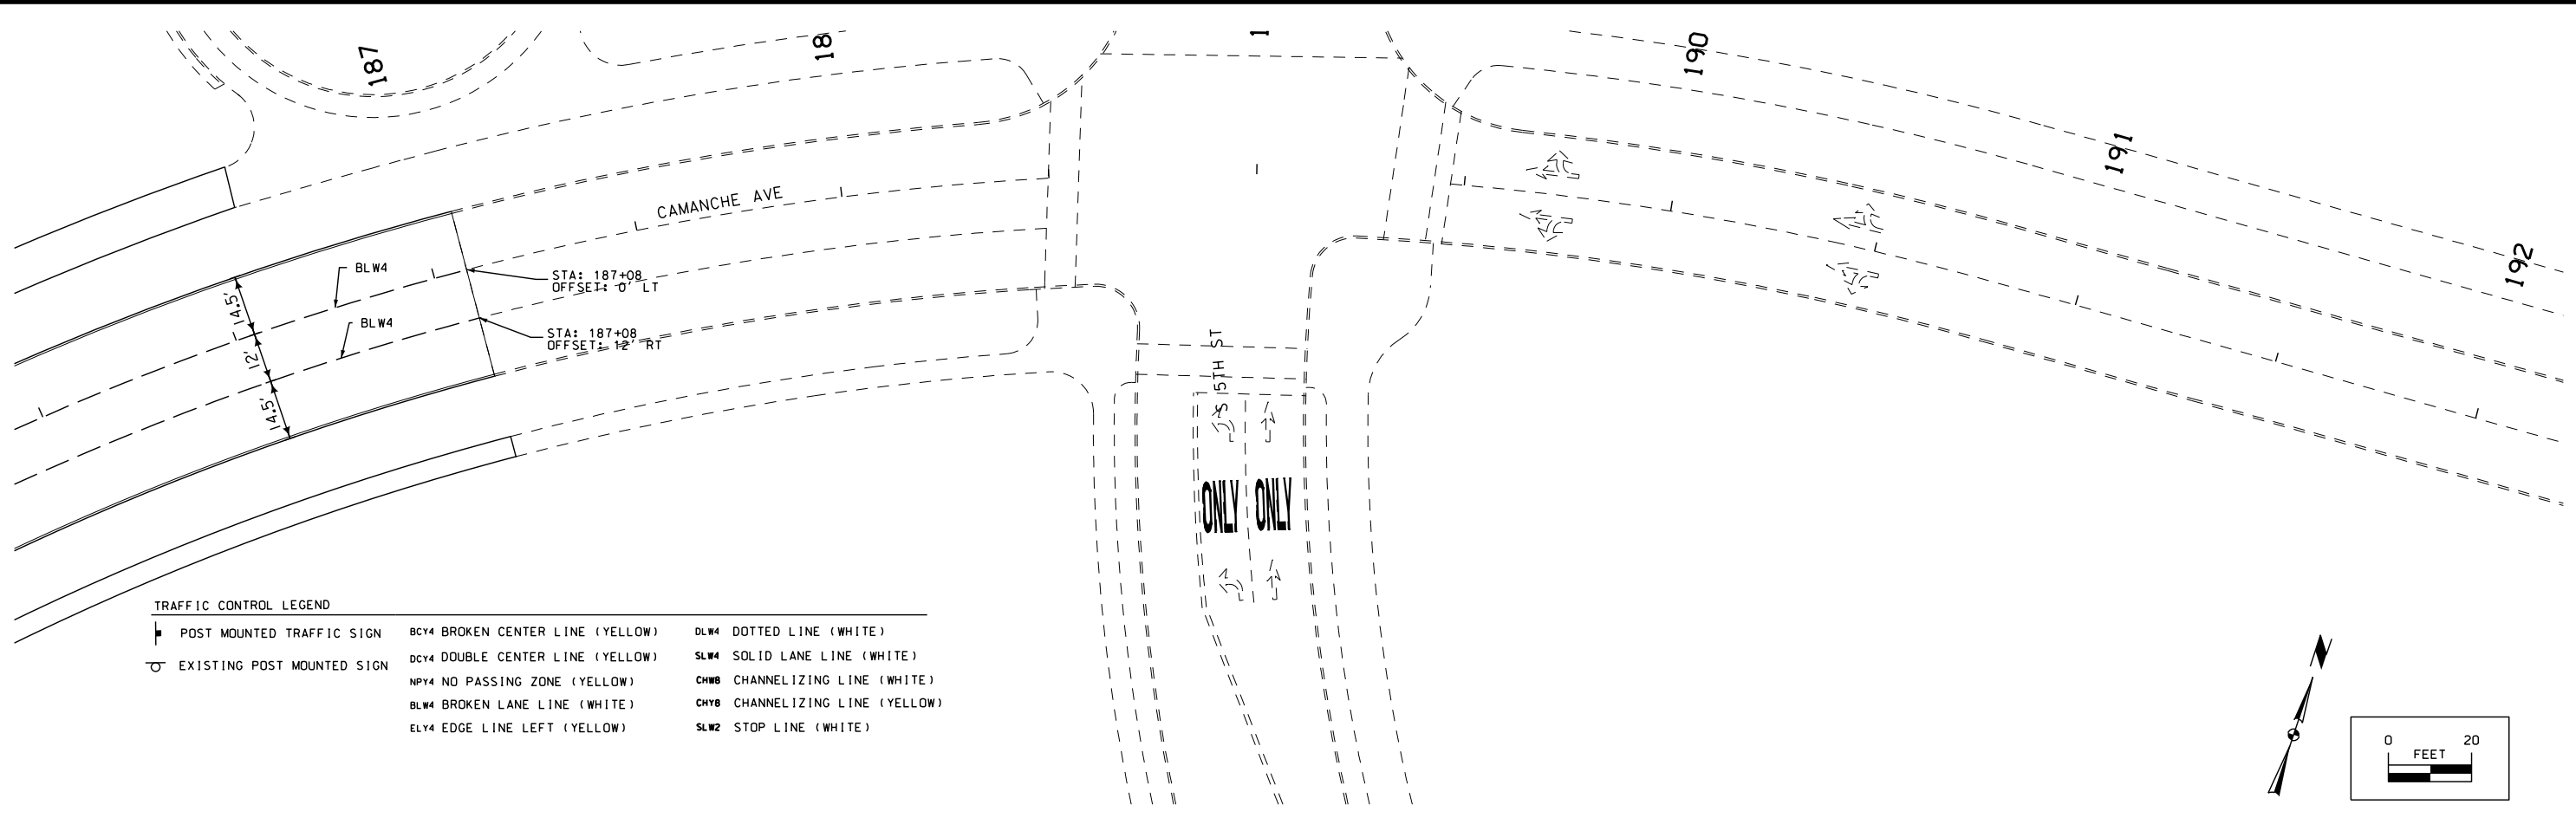 187
18
1
190
191
192
CAMANCHE AVE
BLW4
BLW4
STA: 187+08
OFFSET: 0' LT
STA: 187+08
OFFSET: 12' RT
14.5'
12'
14.5'
S 5TH ST
ONLY ONLY
TRAFFIC CONTROL LEGEND
POST MOUNTED TRAFFIC SIGN
EXISTING POST MOUNTED SIGN
BCY4 BROKEN CENTER LINE (YELLOW)
DCY4 DOUBLE CENTER LINE (YELLOW)
NPY4 NO PASSING ZONE (YELLOW)
BLW4 BROKEN LANE LINE (WHITE)
ELY4 EDGE LINE LEFT (YELLOW)
DLW4 DOTTED LINE (WHITE)
SLW4 SOLID LANE LINE (WHITE)
CHW8 CHANNELIZING LINE (WHITE)
CHY8 CHANNELIZING LINE (YELLOW)
SLW2 STOP LINE (WHITE)
0 20
FEET